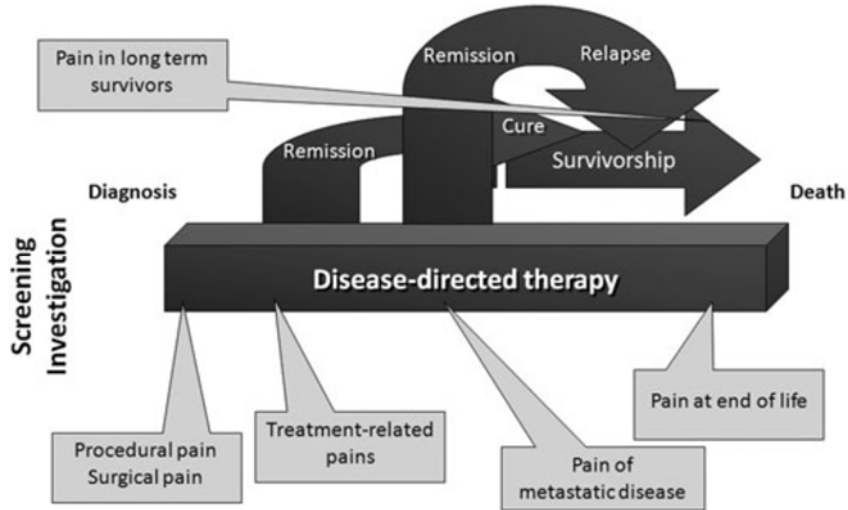 Pain in long term
survivors
Remission
Relapse
Cure
Remission
Survivorship
Diagnosis
Death
Screening
Investigation
Disease-directed therapy
Procedural pain
Surgical pain
Treatment-related
pains
Pain of
metastatic disease
Pain at end of life